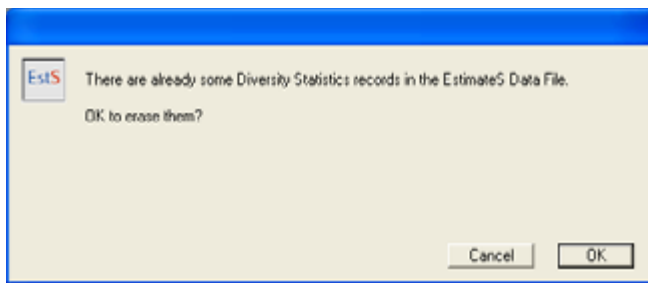 EstS
There are already some Diversity Statistics records in the EstimateS Data File.
OK to erase them?
Cancel
OK